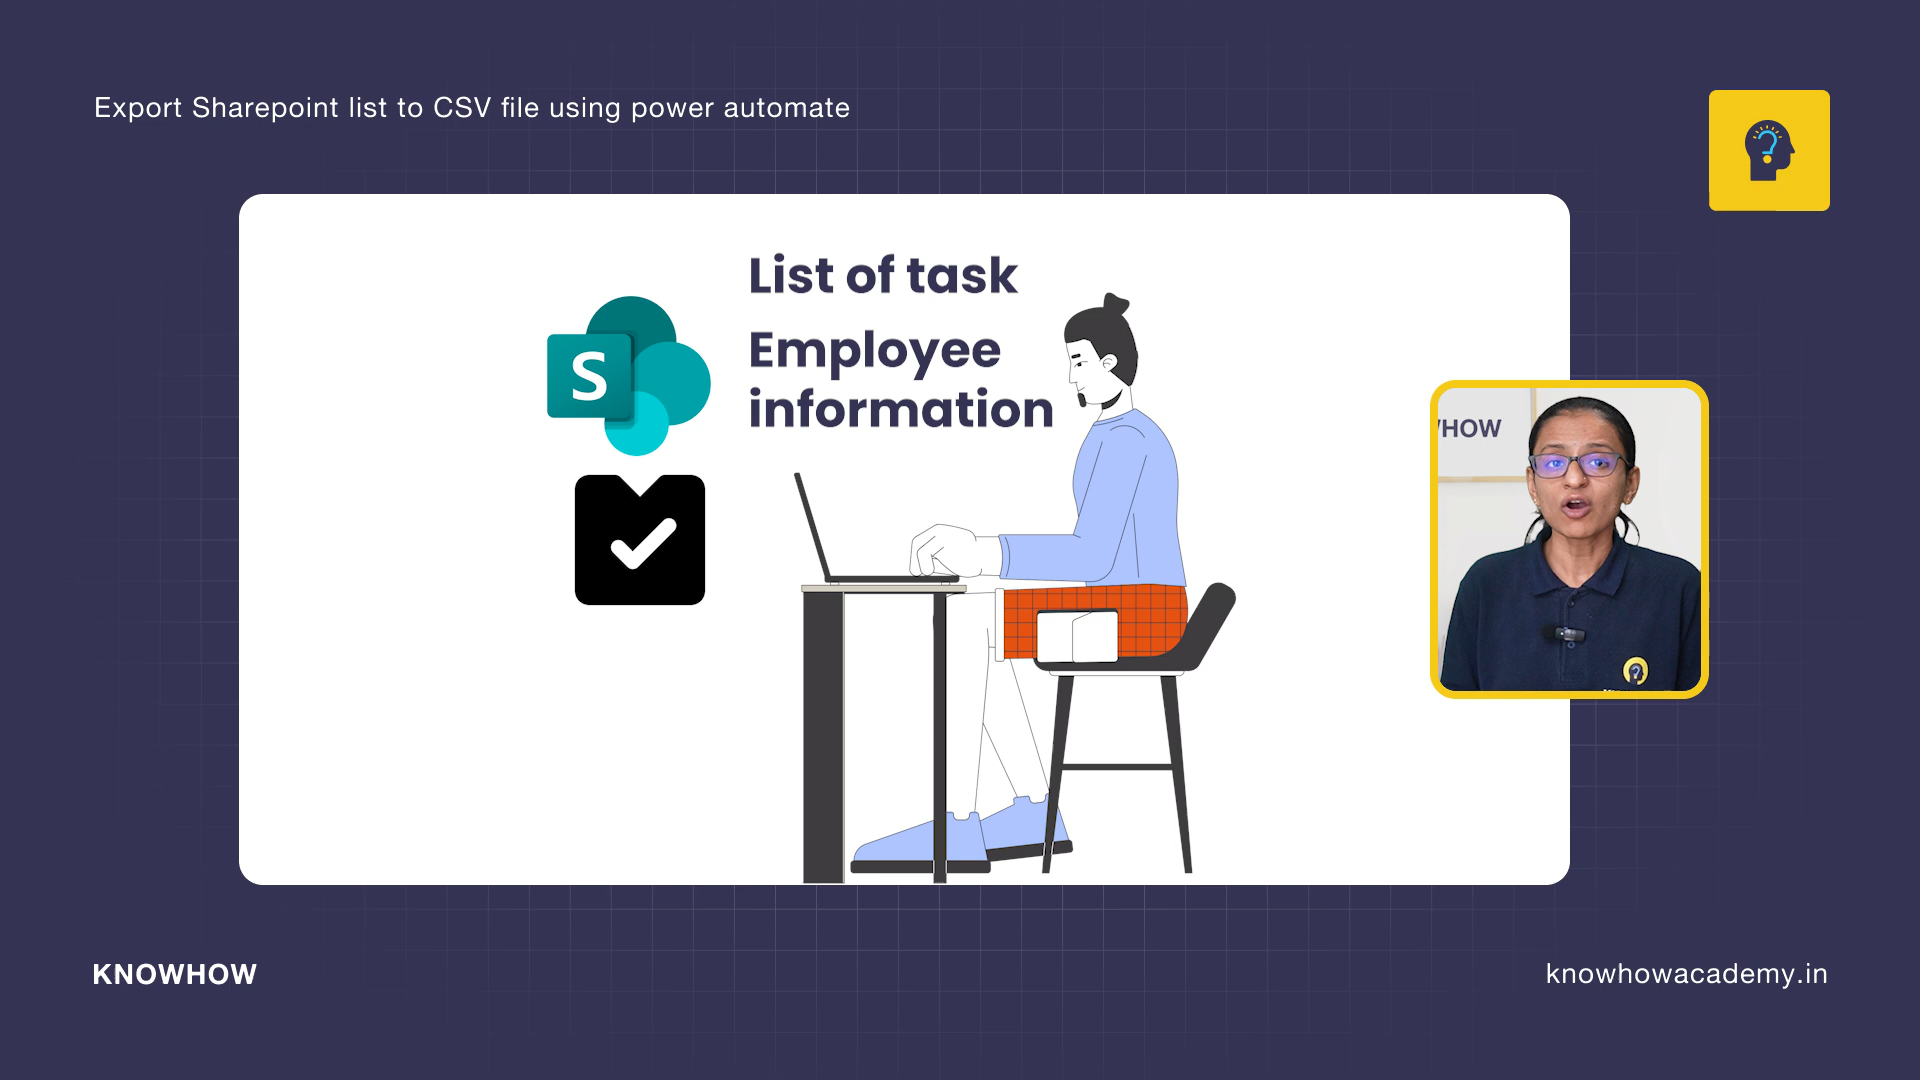 Export Sharepoint list to CSV file using power automate
List of task
S
Employee
information
HOW
KNOWHOW
knowhowacademy.in